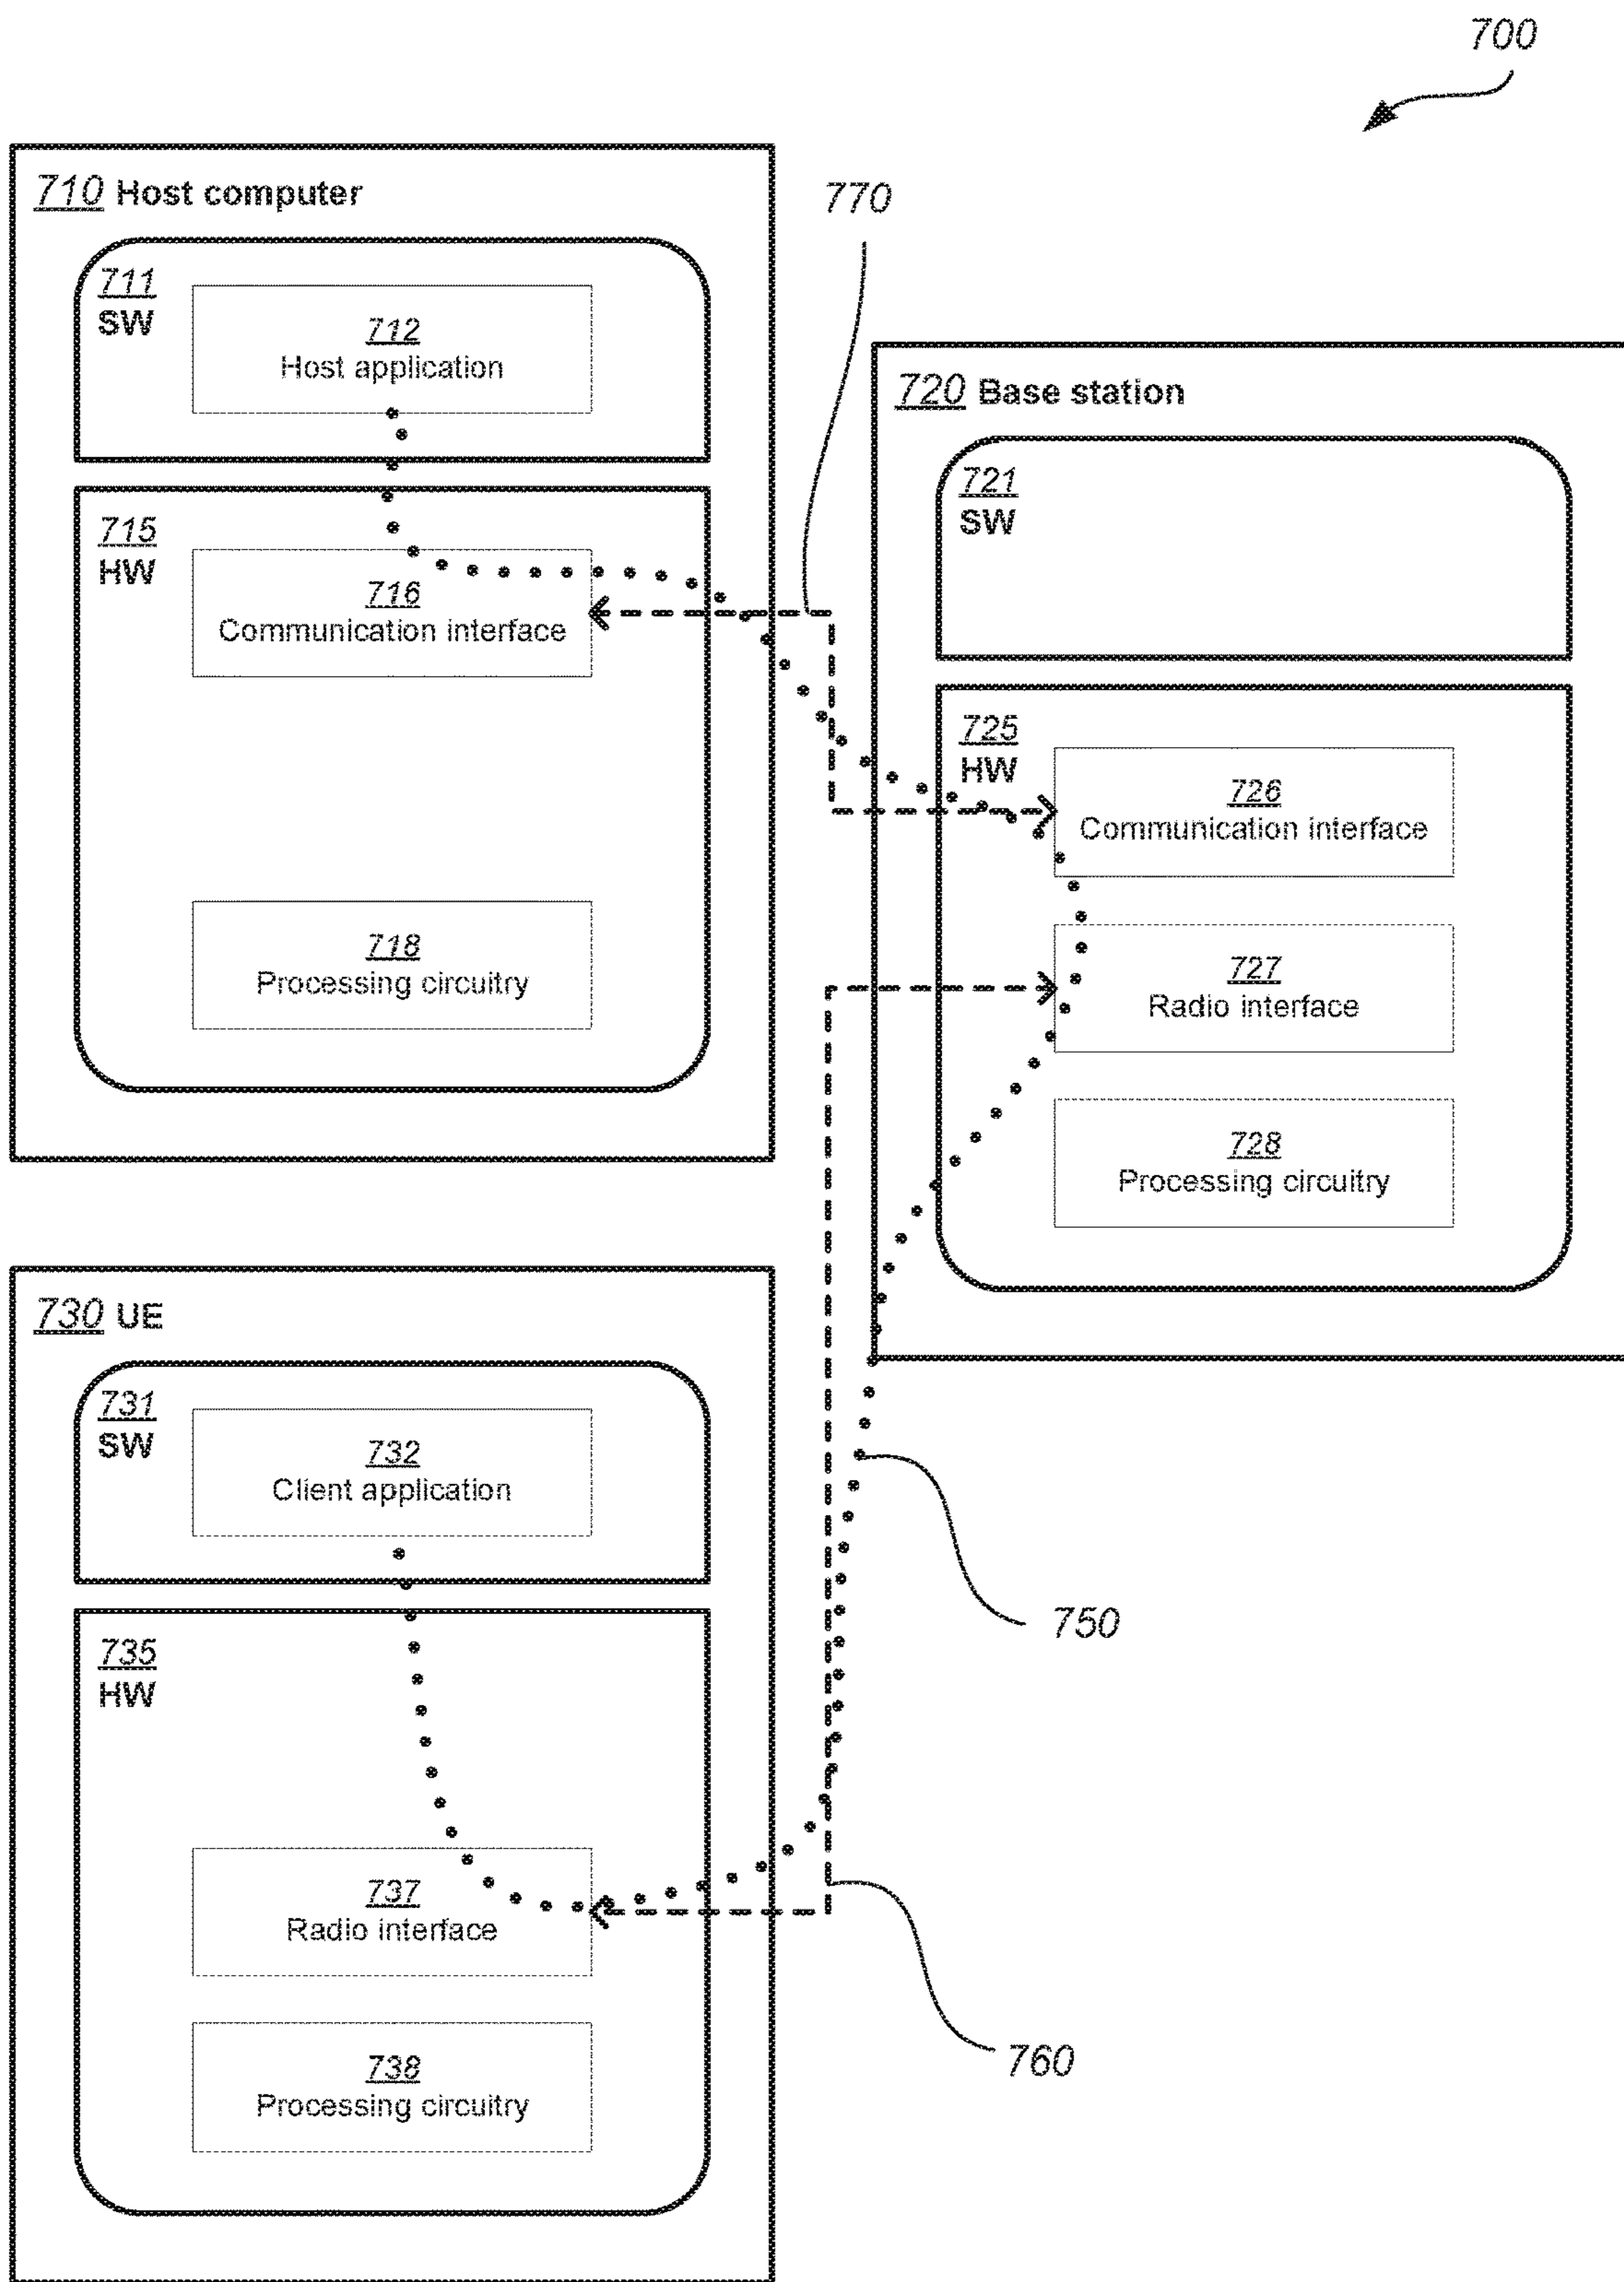 700
710 Host computer
770
711
SW
712
Host application
715
HW
716
Communication interface
718
Processing circuitry
720 Base station
721
SW
725
HW
726
Communication interface
727
Radio interface
728
Processing circuitry
730 UE
731
SW
732
Client application
735
HW
737
Radio interface
738
Processing circuitry
750
760